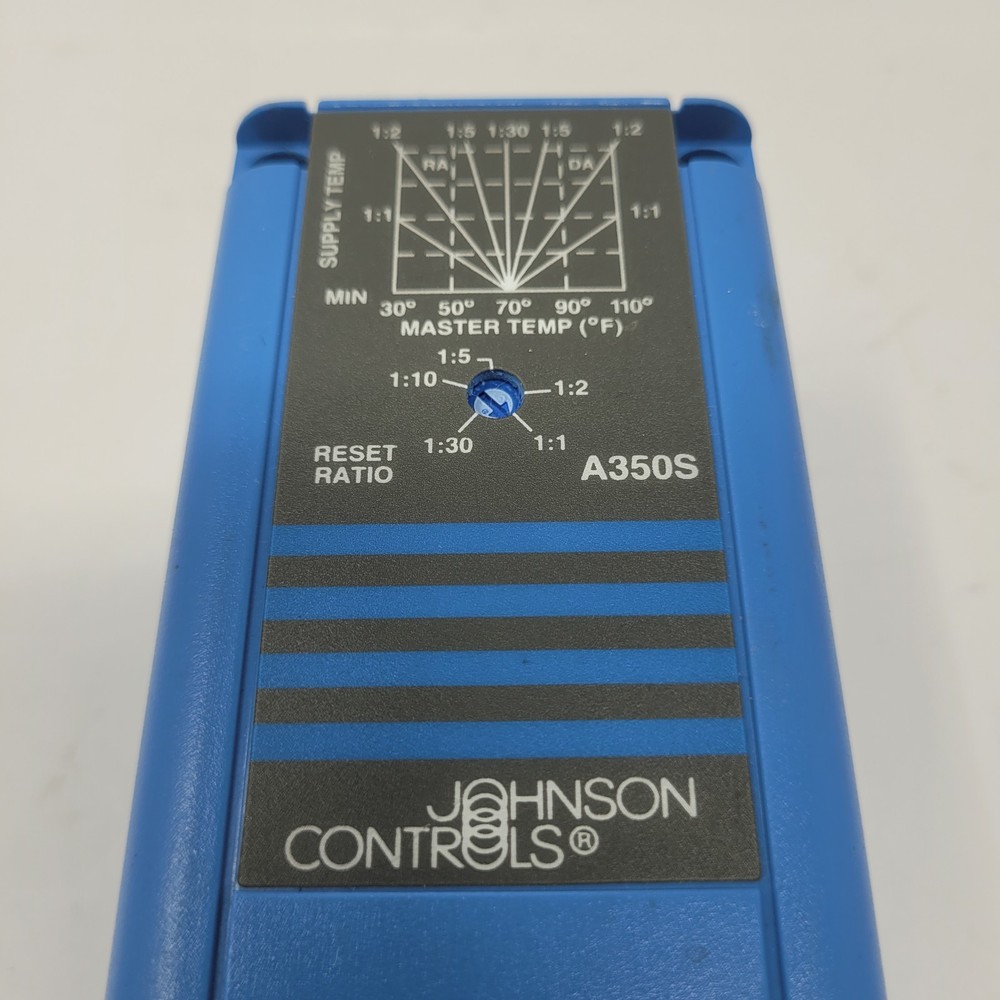 1:2 1:5 1:30 1:5 1:2
RA DA
SUPPLY TEMP
1:1 1:1
MIN
30° 50° 70° 90° 110°
MASTER TEMP (°F)
1:5
1:10
1:2
1:30 1:1
RESET
RATIO
A350S
JOHNSON
CONTROLS®